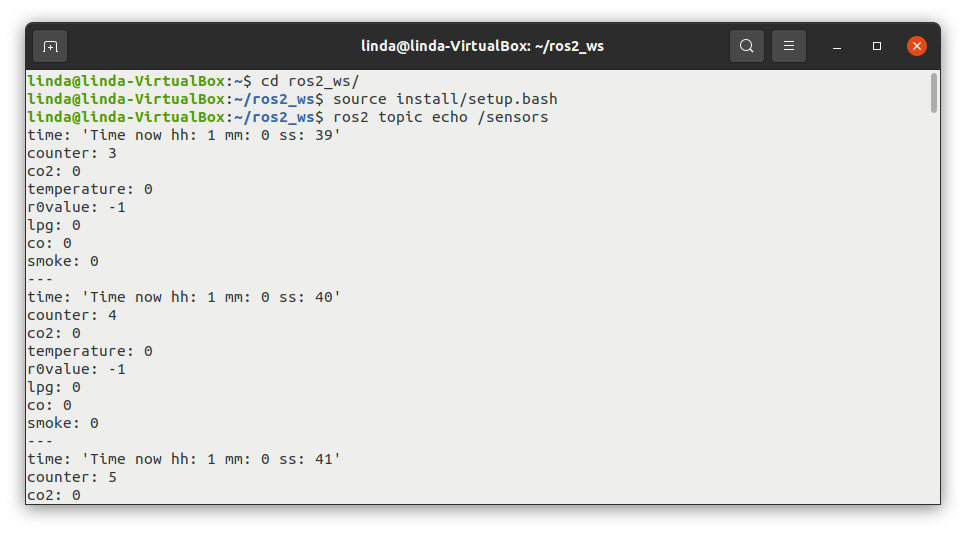 linda@linda-VirtualBox: ~/ros2_ws
linda@linda-VirtualBox:~$ cd ros2_ws/
linda@linda-VirtualBox:~/ros2_ws$ source install/setup.bash
linda@linda-VirtualBox:~/ros2_ws$ ros2 topic echo /sensors
time: 'Time now hh: 1 mm: 0 ss: 39'
counter: 3
co2: 0
temperature: 0
r0value: -1
lpg: 0
co: 0
smoke: 0
---
time: 'Time now hh: 1 mm: 0 ss: 40'
counter: 4
co2: 0
temperature: 0
r0value: -1
lpg: 0
co: 0
smoke: 0
---
time: 'Time now hh: 1 mm: 0 ss: 41'
counter: 5
co2: 0